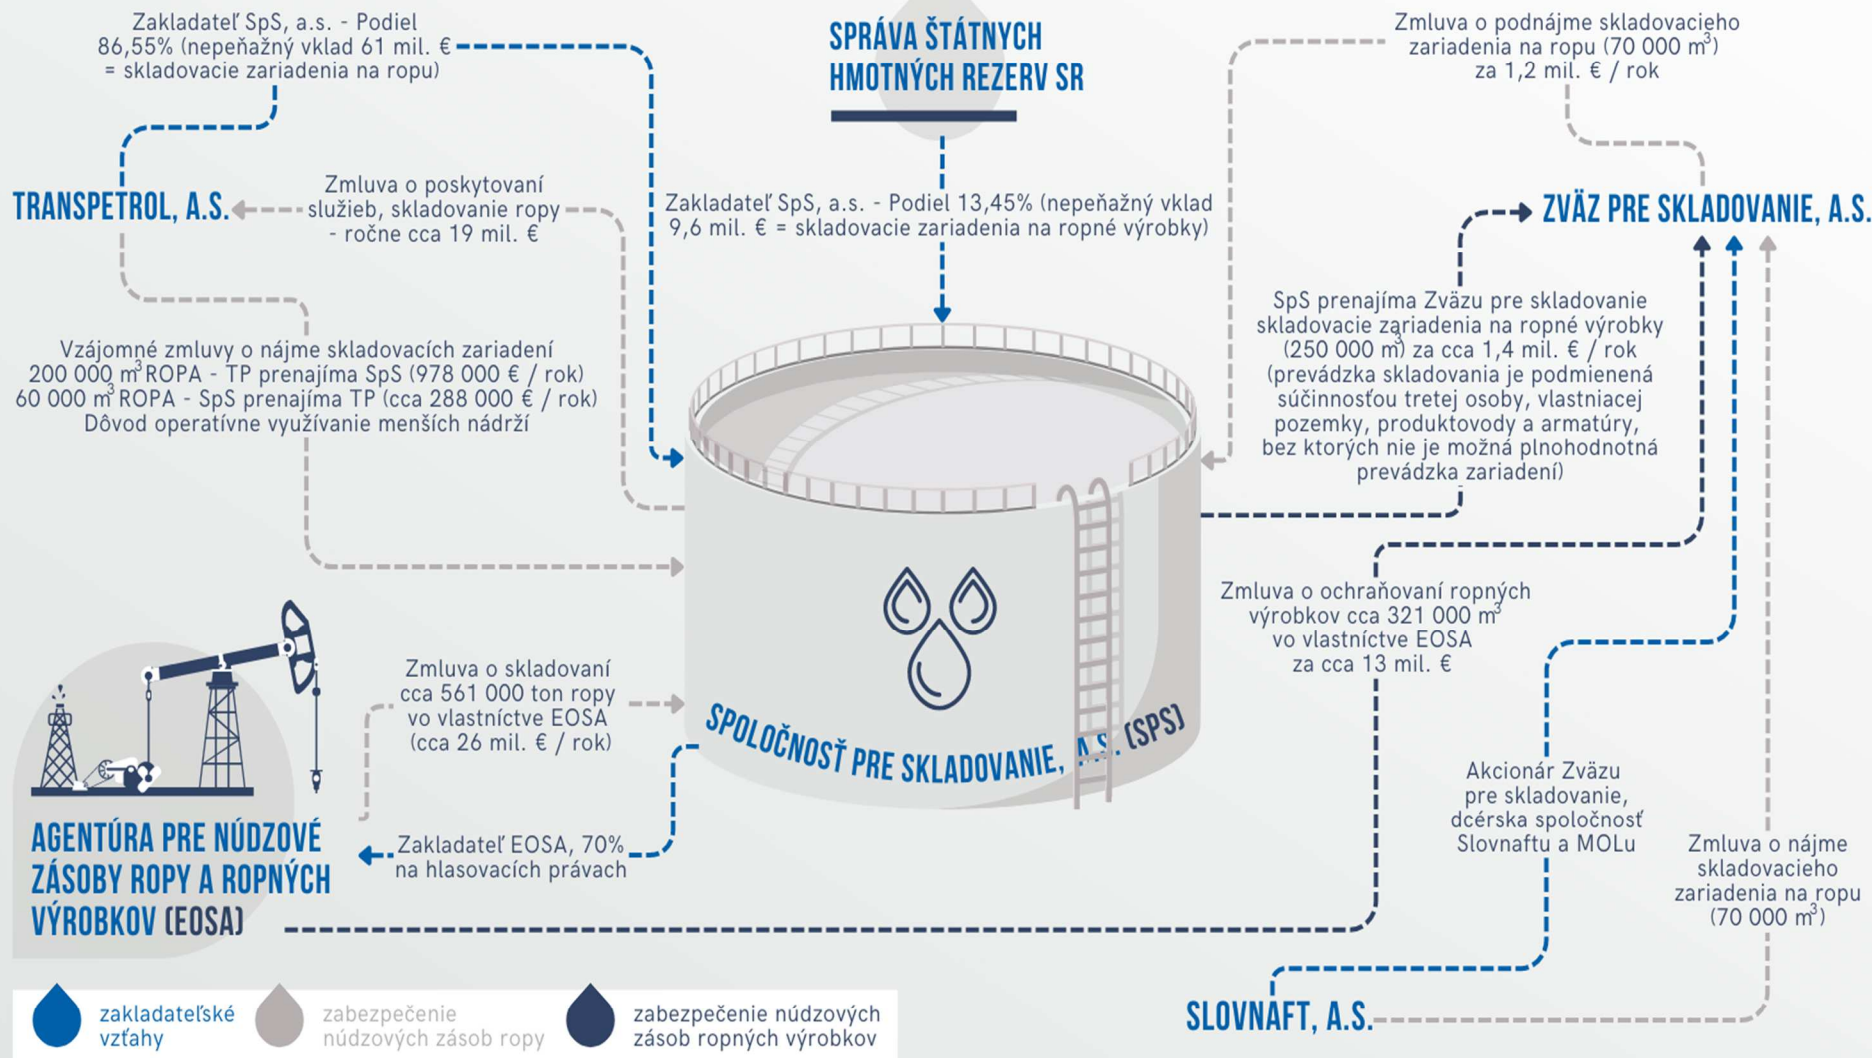 Zakladateľ SpS, a.s. - Podiel
86,55% (nepeňažný vklad 61 mil. €
= skladovacie zariadenia na ropu)
SPRÁVA ŠTÁTNYCH
HMOTNÝCH REZERV SR
Zmluva o podnájme skladovacieho
zariadenia na ropu (70 000 m³)
za 1,2 mil. € / rok
TRANSPETROL, A.S.
Zmluva o poskytovaní
služieb, skladovanie ropy
- ročne cca 19 mil. €
Zakladateľ SpS, a.s. - Podiel 13,45% (nepeňažný vklad
9,6 mil. € = skladovacie zariadenia na ropné výrobky)
ZVÄZ PRE SKLADOVANIE, A.S.
Vzájomné zmluvy o nájme skladovacích zariadení
200 000 m³ ROPA - TP prenajíma SpS (978 000 € / rok)
60 000 m³ ROPA - SpS prenajíma TP (cca 288 000 € / rok)
Dôvod operatívne využívanie menších nádrží
SpS prenajíma Zväzu pre skladovanie
skladovacie zariadenia na ropné výrobky
(250 000 m³) za cca 1,4 mil. € / rok
(prevádzka skladovania je podmienená
súčinnosťou tretej osoby, vlastniacej
pozemky, produktovody a armatúry,
bez ktorých nie je možná plnohodnotná
prevádzka zariadení)
Zmluva o ochraňovaní ropných
výrobkov cca 321 000 m³
vo vlastníctve EOSA
za cca 13 mil. €
Zmluva o skladovaní
cca 561 000 ton ropy
vo vlastníctve EOSA
(cca 26 mil. € / rok)
SPOLOČNOSŤ PRE SKLADOVANIE, A.S. (SPS)
Zakladateľ EOSA, 70%
na hlasovacích právach
AGENTÚRA PRE NÚDZOVÉ
ZÁSOBY ROPY A ROPNÝCH
VÝROBKOV (EOSA)
Akcionár Zväzu
pre skladovanie,
dcérska spoločnosť
Slovnaftu a MOLu
Zmluva o nájme
skladovacieho
zariadenia na ropu
(70 000 m³)
SLOVNAFT, A.S.
zakladateľské
vzťahy
zabezpečenie
núdzových zásob ropy
zabezpečenie núdzových
zásob ropných výrobkov